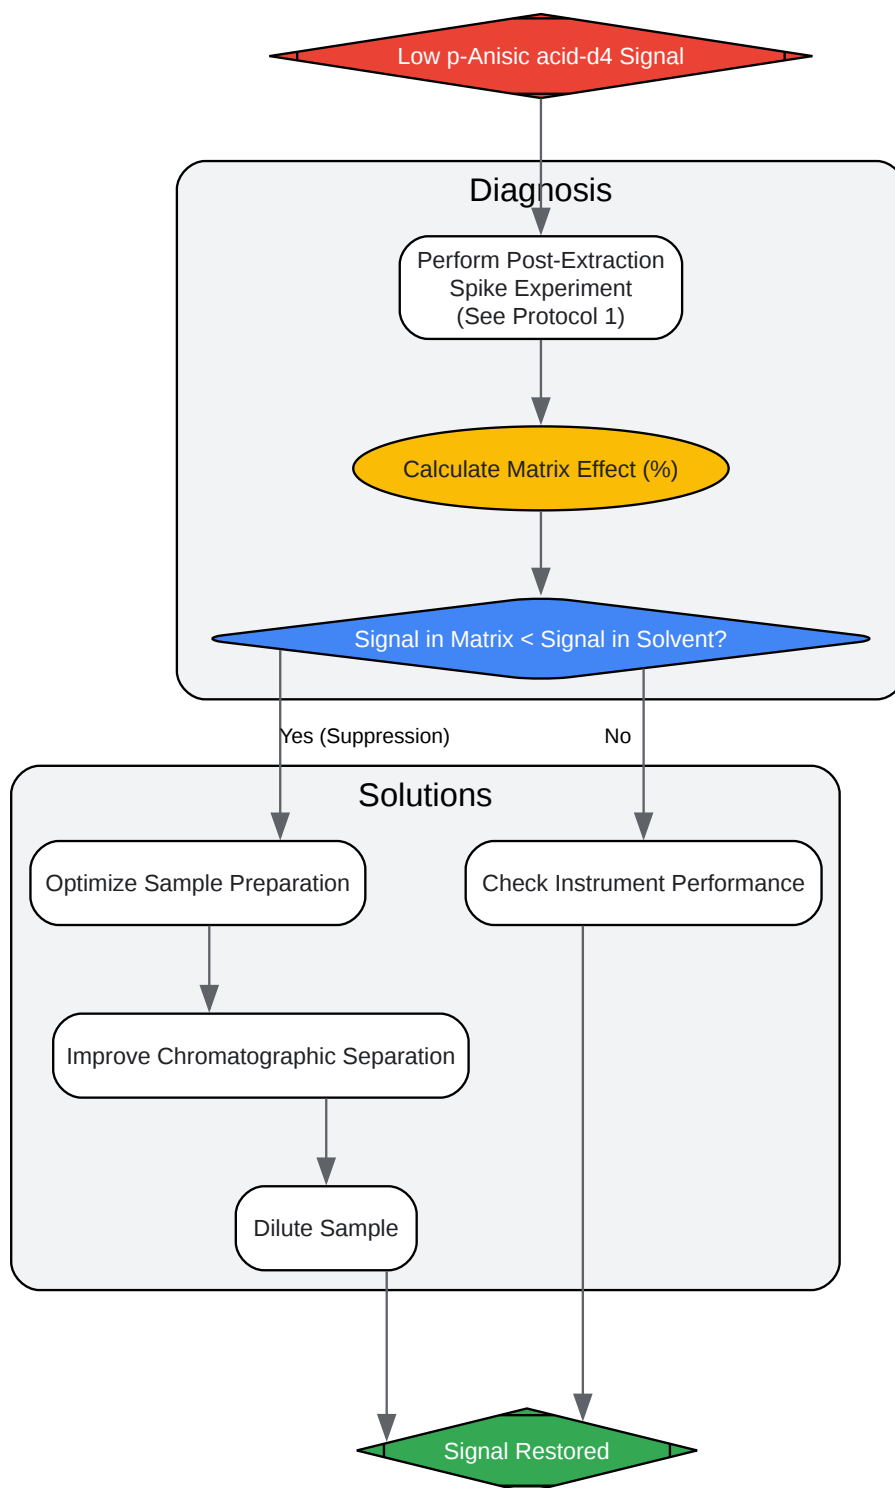 Low p-Anisic acid-d4 Signal
Diagnosis
Perform Post-Extraction
Spike Experiment
(See Protocol 1)
Calculate Matrix Effect (%)
Signal in Matrix < Signal in Solvent?
Yes (Suppression)
No
Solutions
Optimize Sample Preparation
Check Instrument Performance
Improve Chromatographic Separation
Dilute Sample
Signal Restored